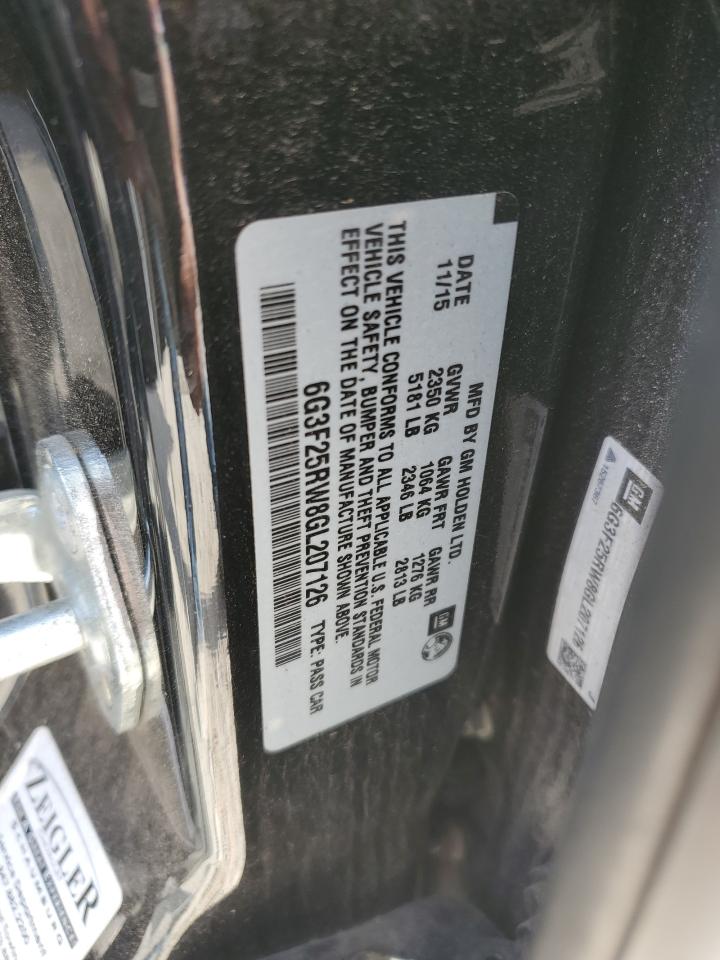 MFD BY GM HOLDEN LTD.
DATE GVWR GAWR FRT GAWR RR
11/15 2350 KG 1064 KG 1276 KG
5181 LB 2346 LB 2813 LB
GM
THIS VEHICLE CONFORMS TO ALL APPLICABLE U.S. FEDERAL MOTOR
VEHICLE SAFETY, BUMPER AND THEFT PREVENTION STANDARDS IN
EFFECT ON THE DATE OF MANUFACTURE SHOWN ABOVE.
6G3F25RW8GL207126 TYPE: PASS CAR
GM
6G3F25RW8GL207126
ZEIGLER
SCHAUMBURG